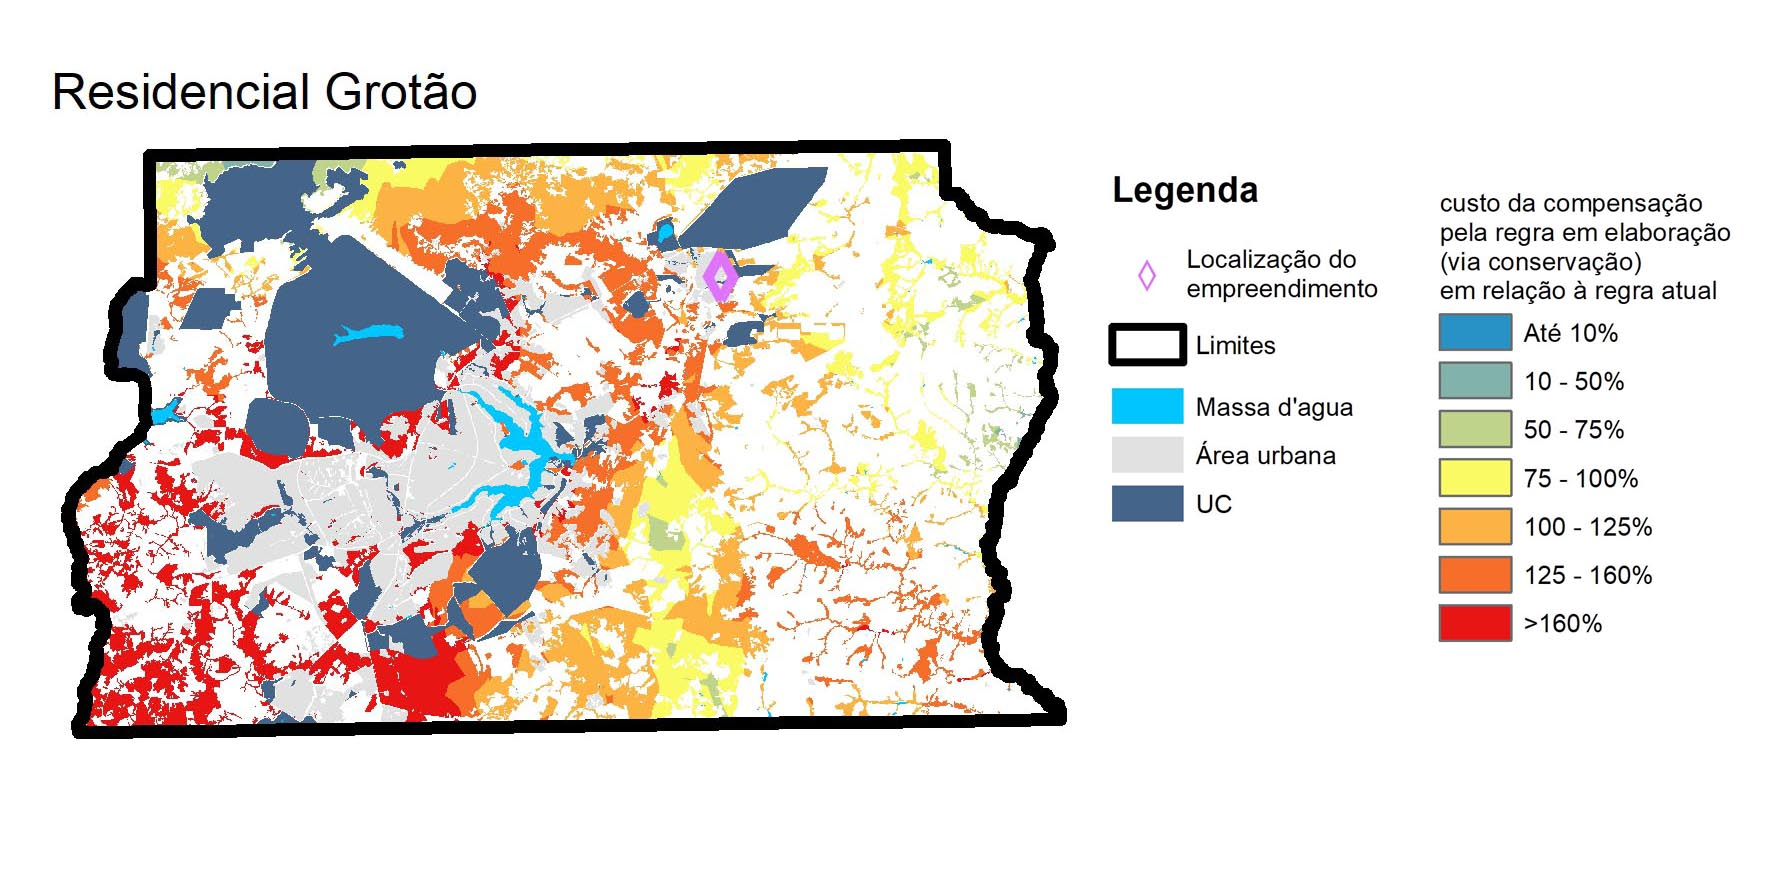 Residencial Grotão
Legenda
Localização do
empreendimento
Limites
Massa d'agua
Área urbana
UC
custo da compensação
pela regra em elaboração
(via conservação)
em relação à regra atual
Até 10%
10 - 50%
50 - 75%
75 - 100%
100 - 125%
125 - 160%
>160%